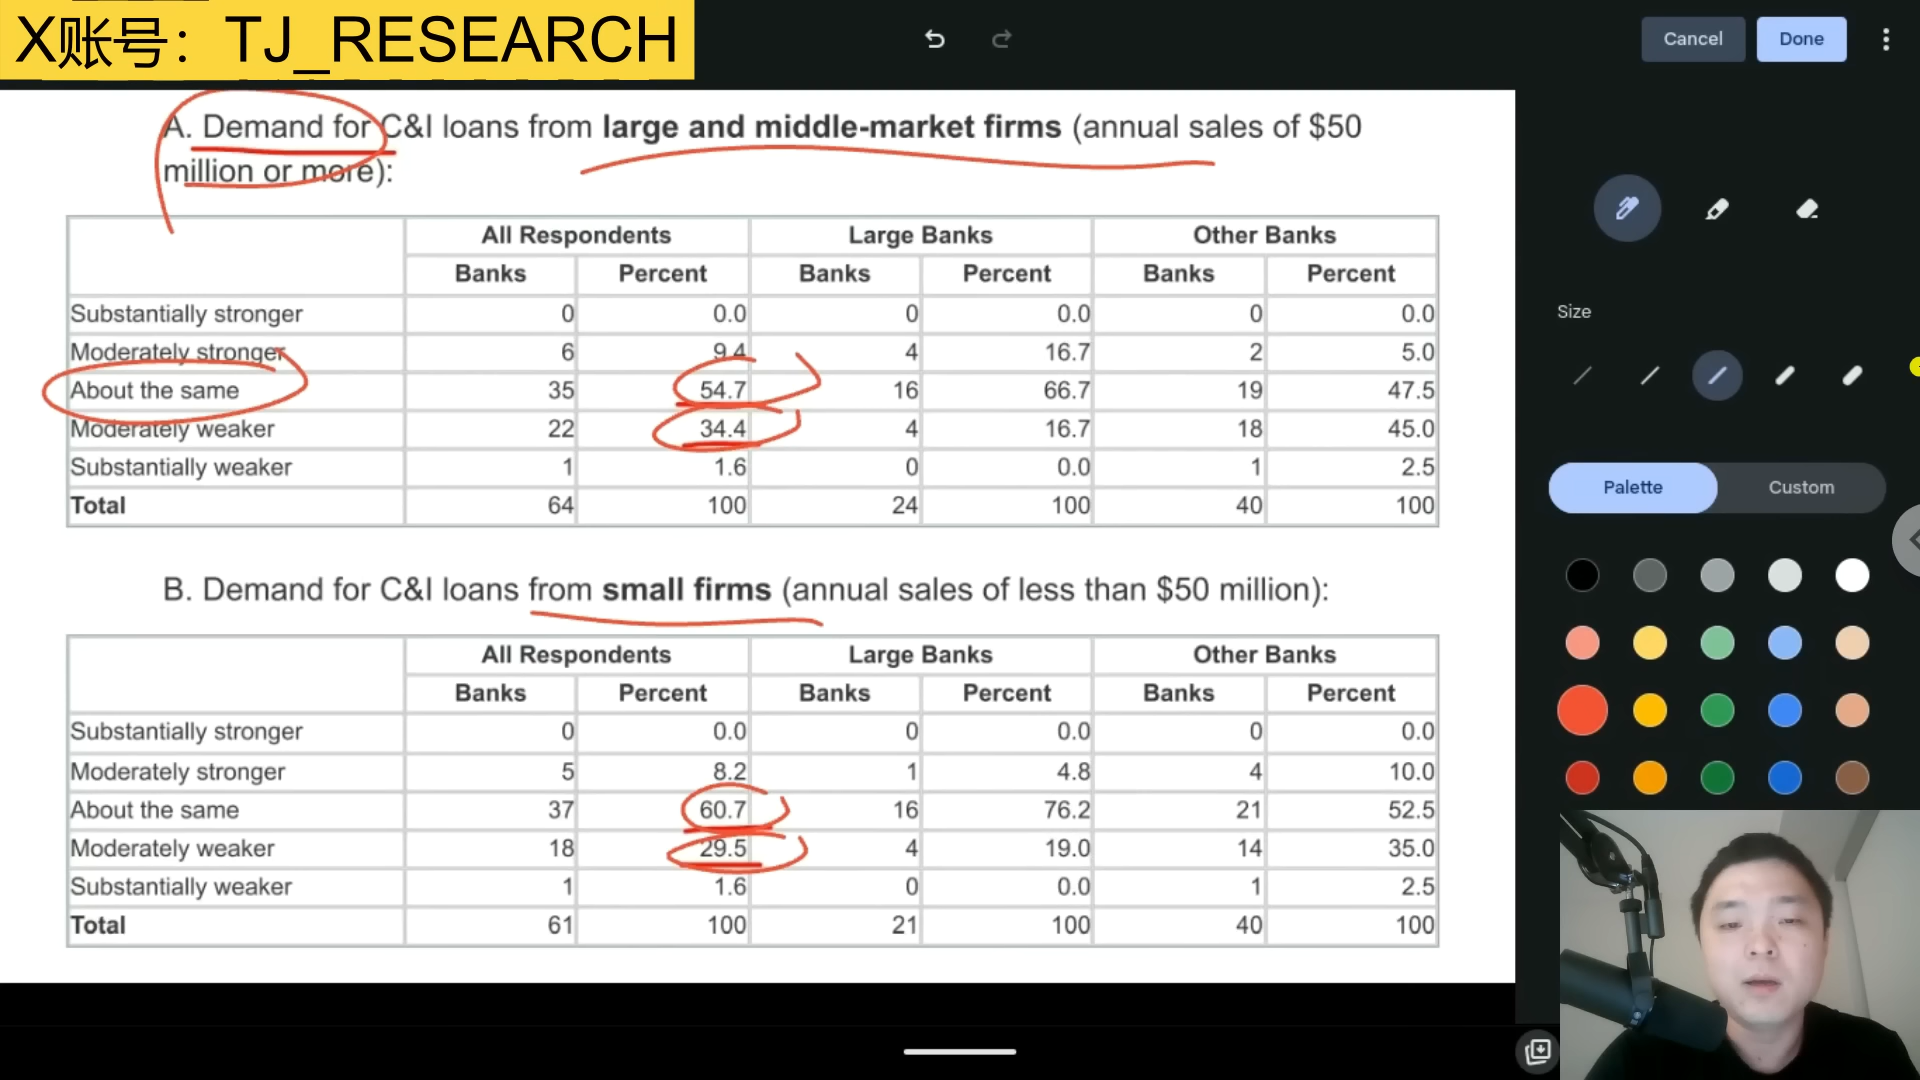 X账号：TJ_RESEARCH
Cancel
Done
A. Demand for C&I loans from large and middle-market firms (annual sales of $50
million or more):
All Respondents Large Banks Other Banks
Banks Percent Banks Percent Banks Percent
Substantially stronger 0 0.0 0 0.0 0 0.0
Moderately stronger 6 9.4 4 16.7 2 5.0
About the same 35 54.7 16 66.7 19 47.5
Moderately weaker 22 34.4 4 16.7 18 45.0
Substantially weaker 1 1.6 0 0.0 1 2.5
Total 64 100 24 100 40 100
B. Demand for C&I loans from small firms (annual sales of less than $50 million):
All Respondents Large Banks Other Banks
Banks Percent Banks Percent Banks Percent
Substantially stronger 0 0.0 0 0.0 0 0.0
Moderately stronger 5 8.2 1 4.8 4 10.0
About the same 37 60.7 16 76.2 21 52.5
Moderately weaker 18 29.5 4 19.0 14 35.0
Substantially weaker 1 1.6 0 0.0 1 2.5
Total 61 100 21 100 40 100
Size
Palette
Custom